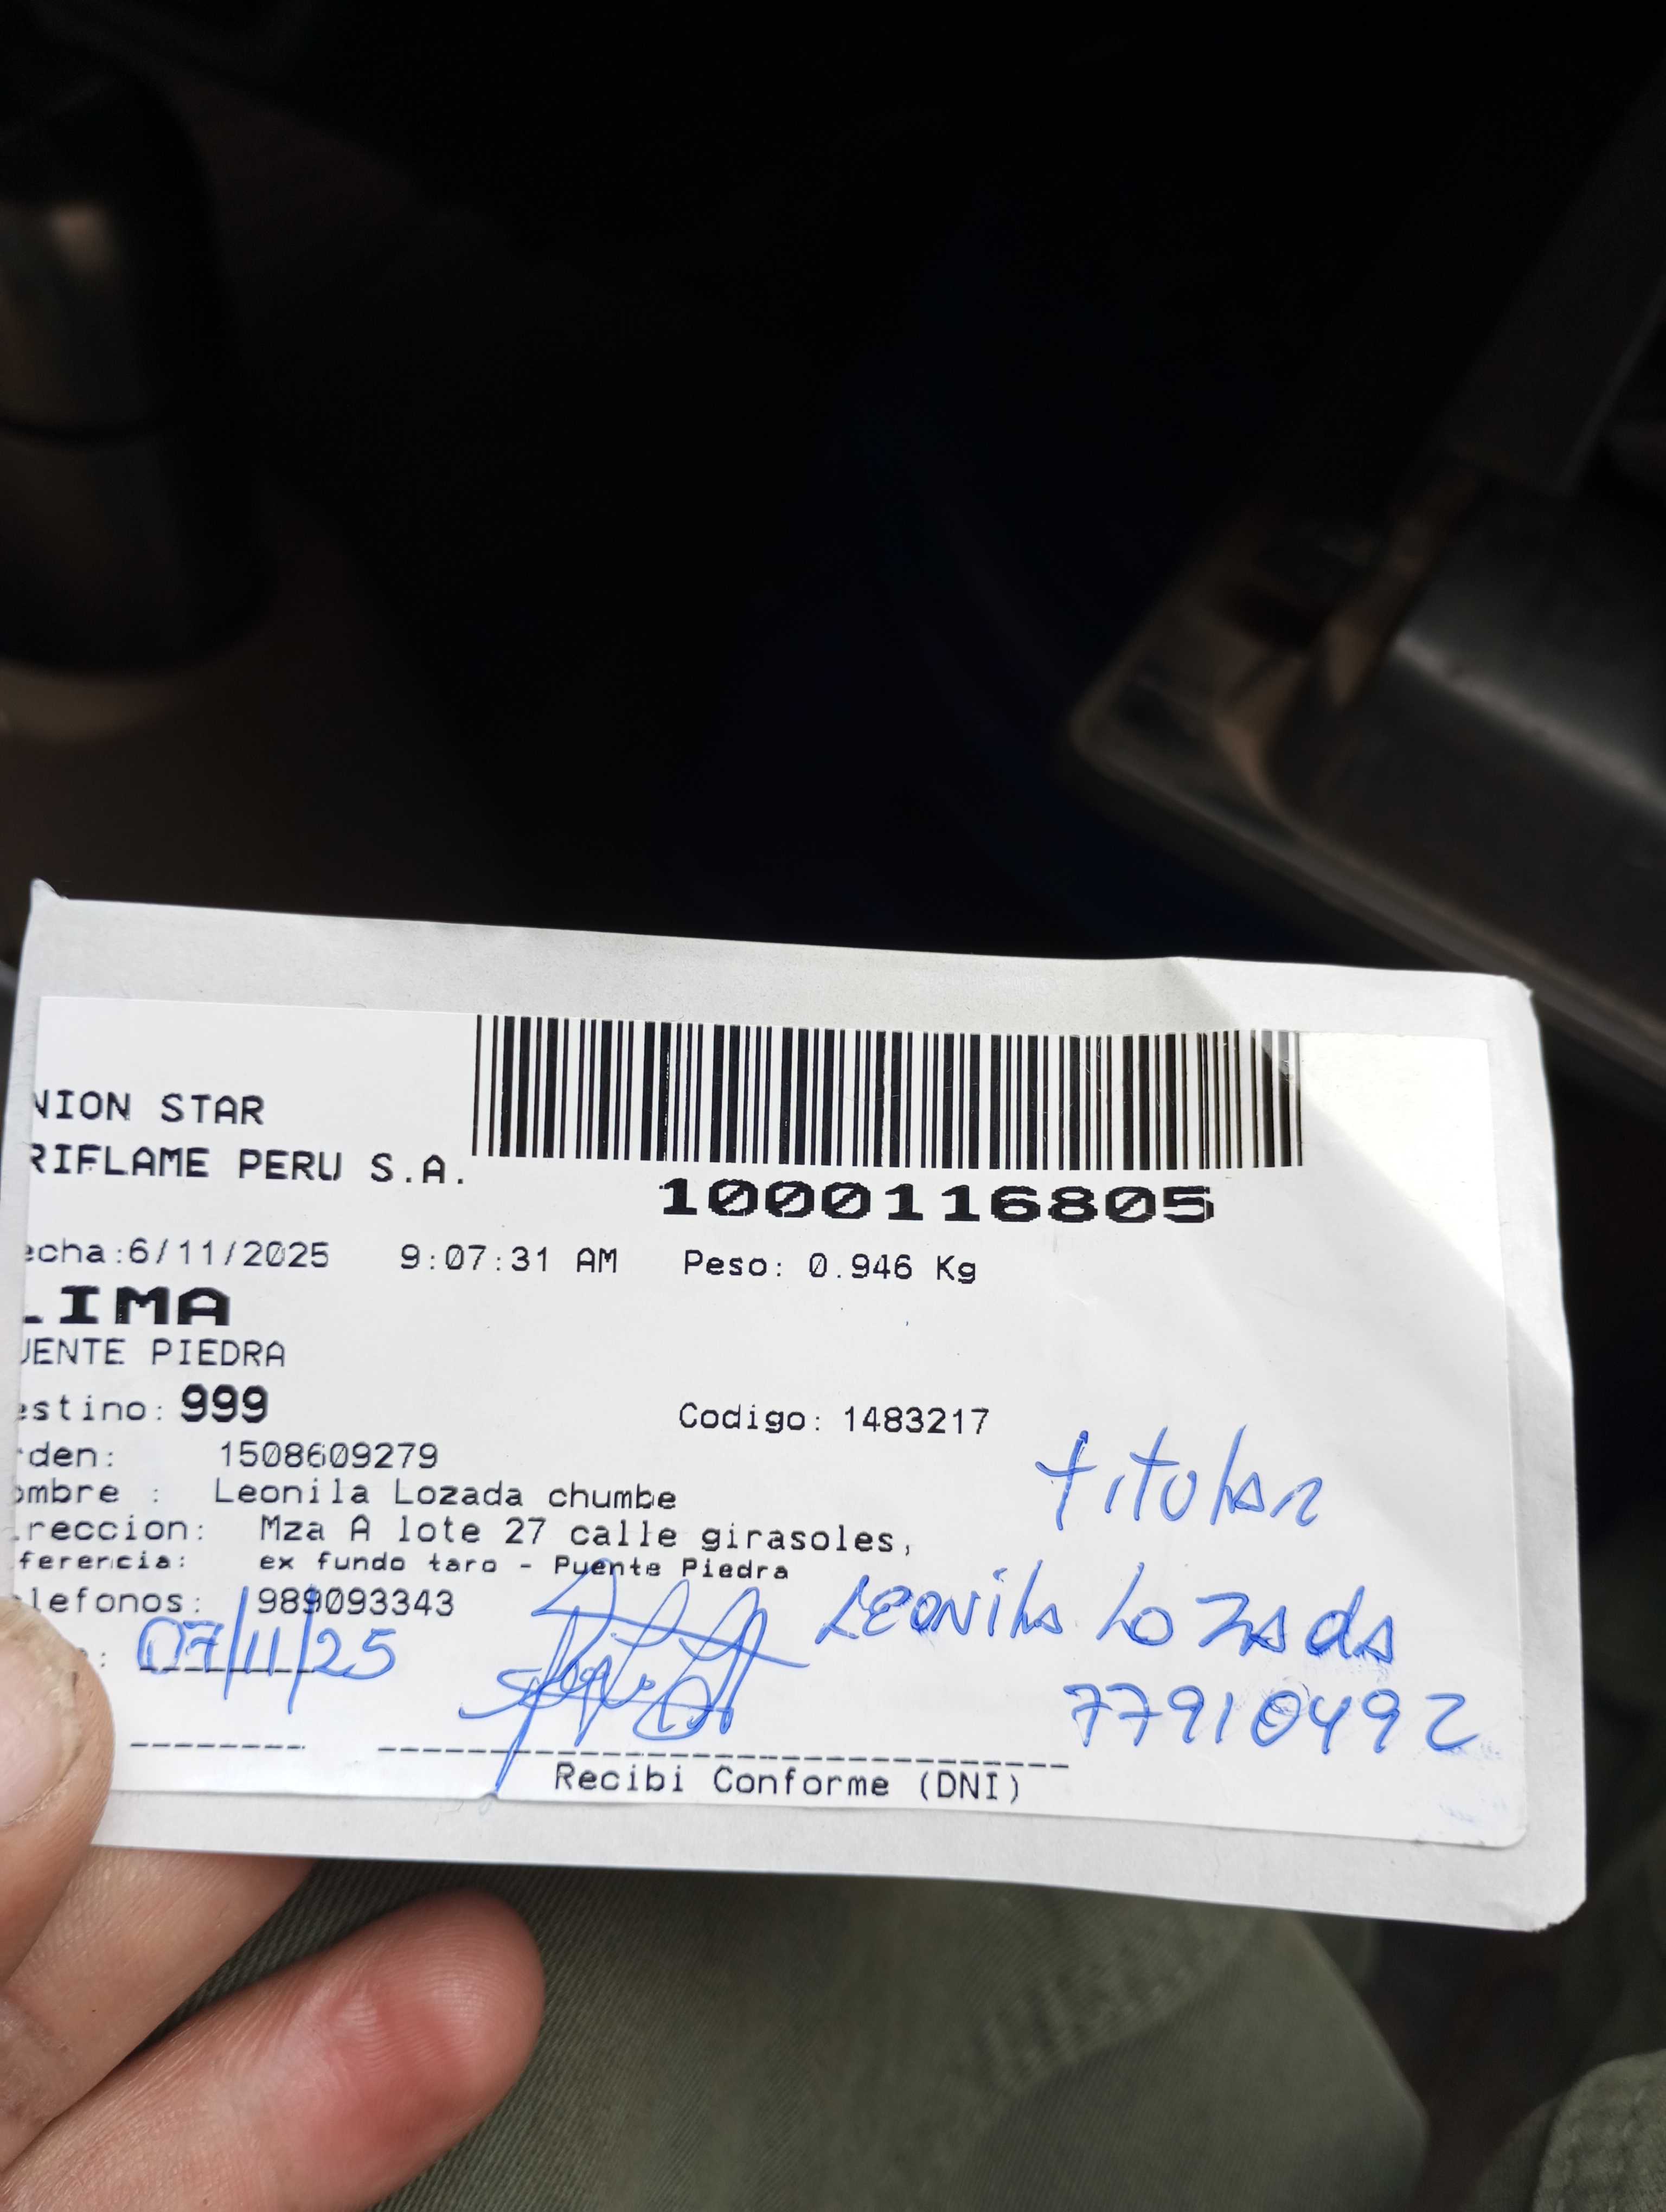 NION STAR
RIFLAME PERU S.A.
1000116805
echa:6/11/2025 9:07:31 AM Peso: 0.946 Kg
LIMA
UENTE PIEDRA
estino: 999 Codigo: 1483217
rden: 1508609279
ombre : Leonila Lozada chumbe
reccion: Mza A lote 27 calle girasoles,
ferencia: ex fundo taro - Puente Piedra
lefonos: 989093343
titular
Leonila Lozada
07/11/25
77910492
Recibi Conforme (DNI)